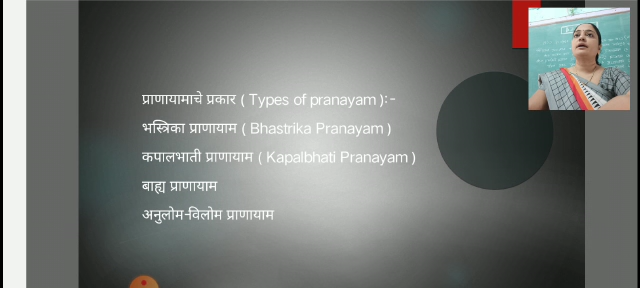 प्राणायामाचे प्रकार ( Types of pranayam ):-
भस्त्रिका प्राणायाम ( Bhastrika Pranayam )
कपालभाती प्राणायाम ( Kapalbhati Pranayam )
बाह्य प्राणायाम
अनुलोम-विलोम प्राणायाम